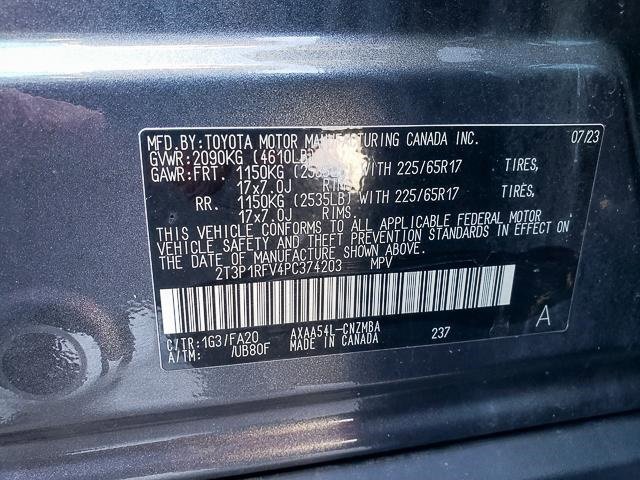 MFD.BY:TOYOTA MOTOR MANUFACTURING CANADA INC. 07/23
GVWR:2090KG (4610LB)
GAWR:FRT. 1150KG (2535LB) WITH 225/65R17 TIRES,
17x7.0J RIMS,
RR. 1150KG (2535LB) WITH 225/65R17 TIRES,
17x7.0J RIMS.
THIS VEHICLE CONFORMS TO ALL APPLICABLE FEDERAL MOTOR
VEHICLE SAFETY AND THEFT PREVENTION STANDARDS IN EFFECT ON
DATE OF MANUFACTURE SHOWN ABOVE.
2T3P1RFV4PC374203 MPV
C/TR:1G3/FA20 AXAA54L-CNZMBA 237 A
A/TM: /UB80F MADE IN CANADA